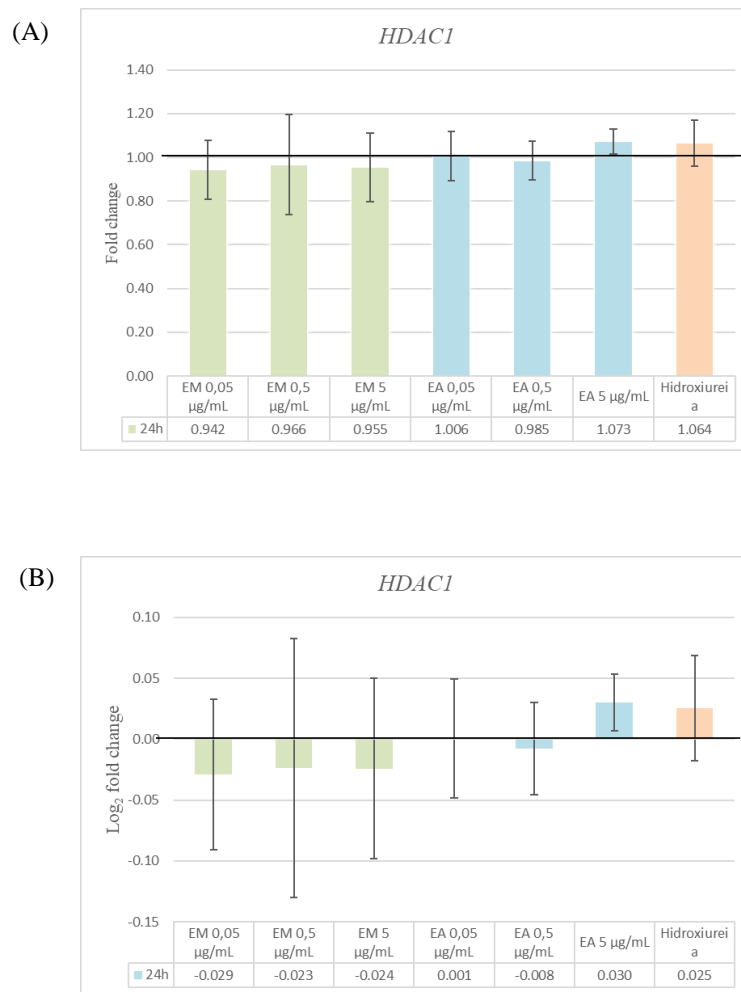 (A)
HDAC1
1.40
1.20
1.00
0.80
0.60
0.40
0.20
0.00
Fold change
EM 0,05 µg/mL
EM 0,5 µg/mL
EM 5 µg/mL
EA 0,05 µg/mL
EA 0,5 µg/mL
EA 5 µg/mL
Hidroxiurei
a
24h 0.942 0.966 0.955 1.006 0.985 1.073 1.064
(B)
HDAC1
0.10
0.05
0.00
-0.05
-0.10
-0.15
Log₂ fold change
EM 0,05 µg/mL
EM 0,5 µg/mL
EM 5 µg/mL
EA 0,05 µg/mL
EA 0,5 µg/mL
EA 5 µg/mL
Hidroxiurei
a
24h -0.029 -0.023 -0.024 0.001 -0.008 0.030 0.025